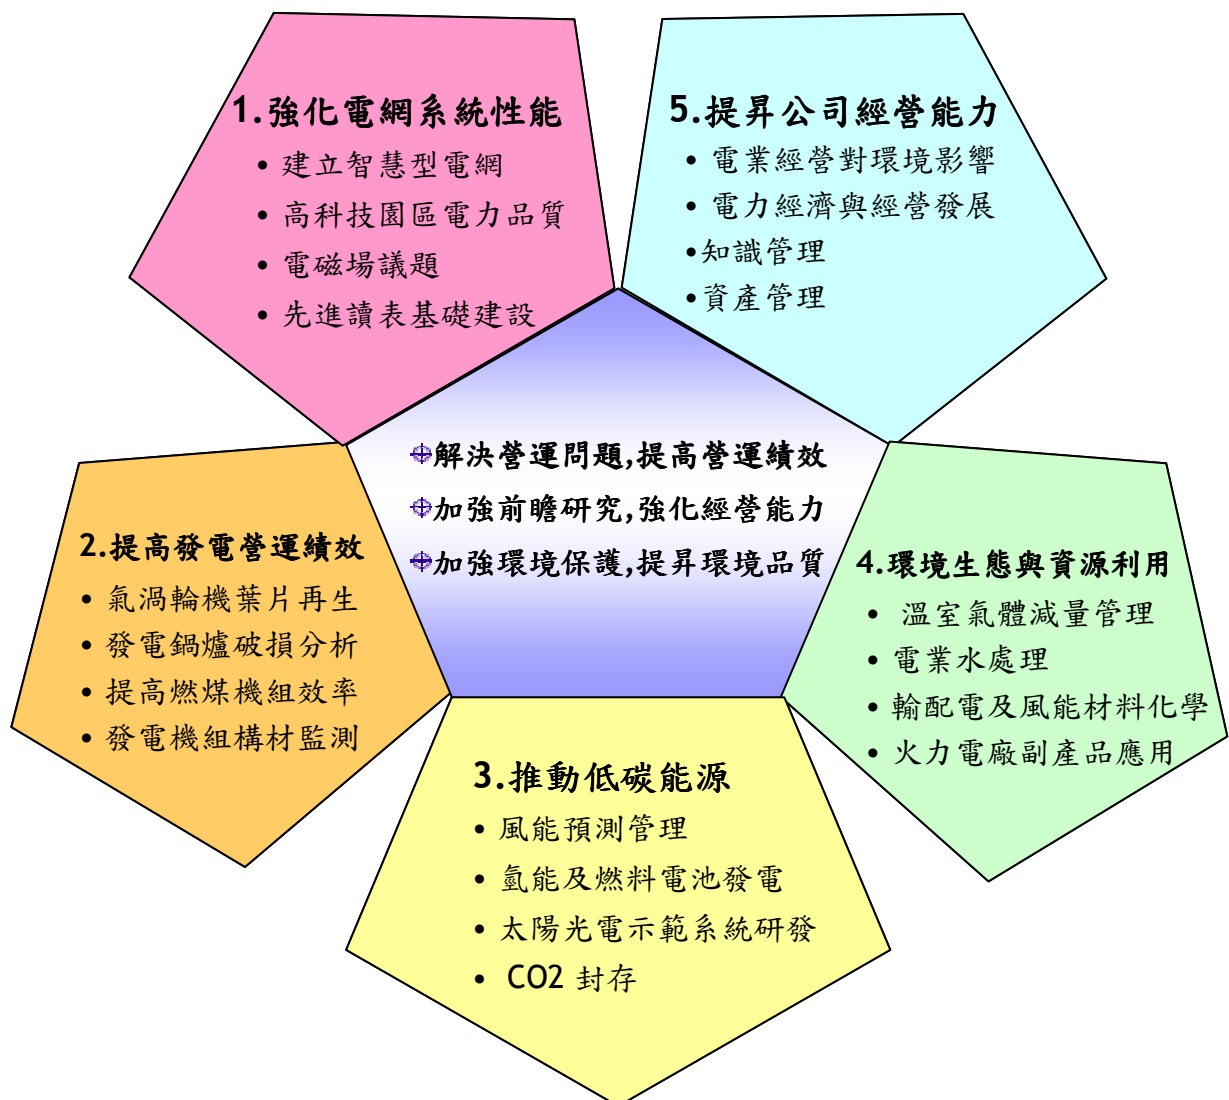 1.強化電網系統性能
• 建立智慧型電網
• 高科技園區電力品質
• 電磁場議題
• 先進讀表基礎建設
5.提昇公司經營能力
• 電業經營對環境影響
• 電力經濟與經營發展
•知識管理
•資產管理
解決營運問題,提高營運績效
加強前瞻研究,強化經營能力
加強環境保護,提昇環境品質
2.提高發電營運績效
• 氣渦輪機葉片再生
• 發電鍋爐破損分析
• 提高燃煤機組效率
• 發電機組構材監測
4.環境生態與資源利用
• 溫室氣體減量管理
• 電業水處理
• 輸配電及風能材料化學
• 火力電廠副產品應用
3.推動低碳能源
• 風能預測管理
• 氫能及燃料電池發電
• 太陽光電示範系統研發
• CO2 封存